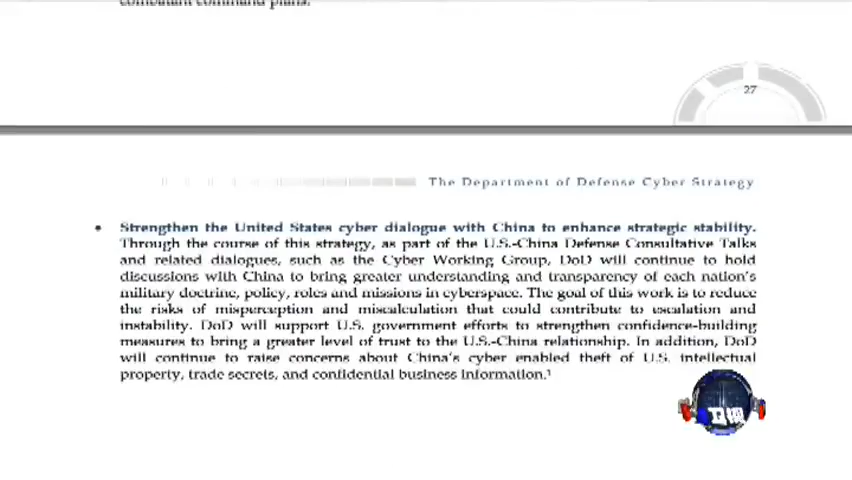 combatant command plans.
27
The Department of Defense Cyber Strategy
• Strengthen the United States cyber dialogue with China to enhance strategic stability.
Through the course of this strategy, as part of the U.S.-China Defense Consultative Talks
and related dialogues, such as the Cyber Working Group, DoD will continue to hold
discussions with China to bring greater understanding and transparency of each nation's
military doctrine, policy, roles and missions in cyberspace. The goal of this work is to reduce
the risks of misperception and miscalculation that could contribute to escalation and
instability. DoD will support U.S. government efforts to strengthen confidence-building
measures to bring a greater level of trust to the U.S.-China relationship. In addition, DoD
will continue to raise concerns about China's cyber enabled theft of U.S. intellectual
property, trade secrets, and confidential business information.¹